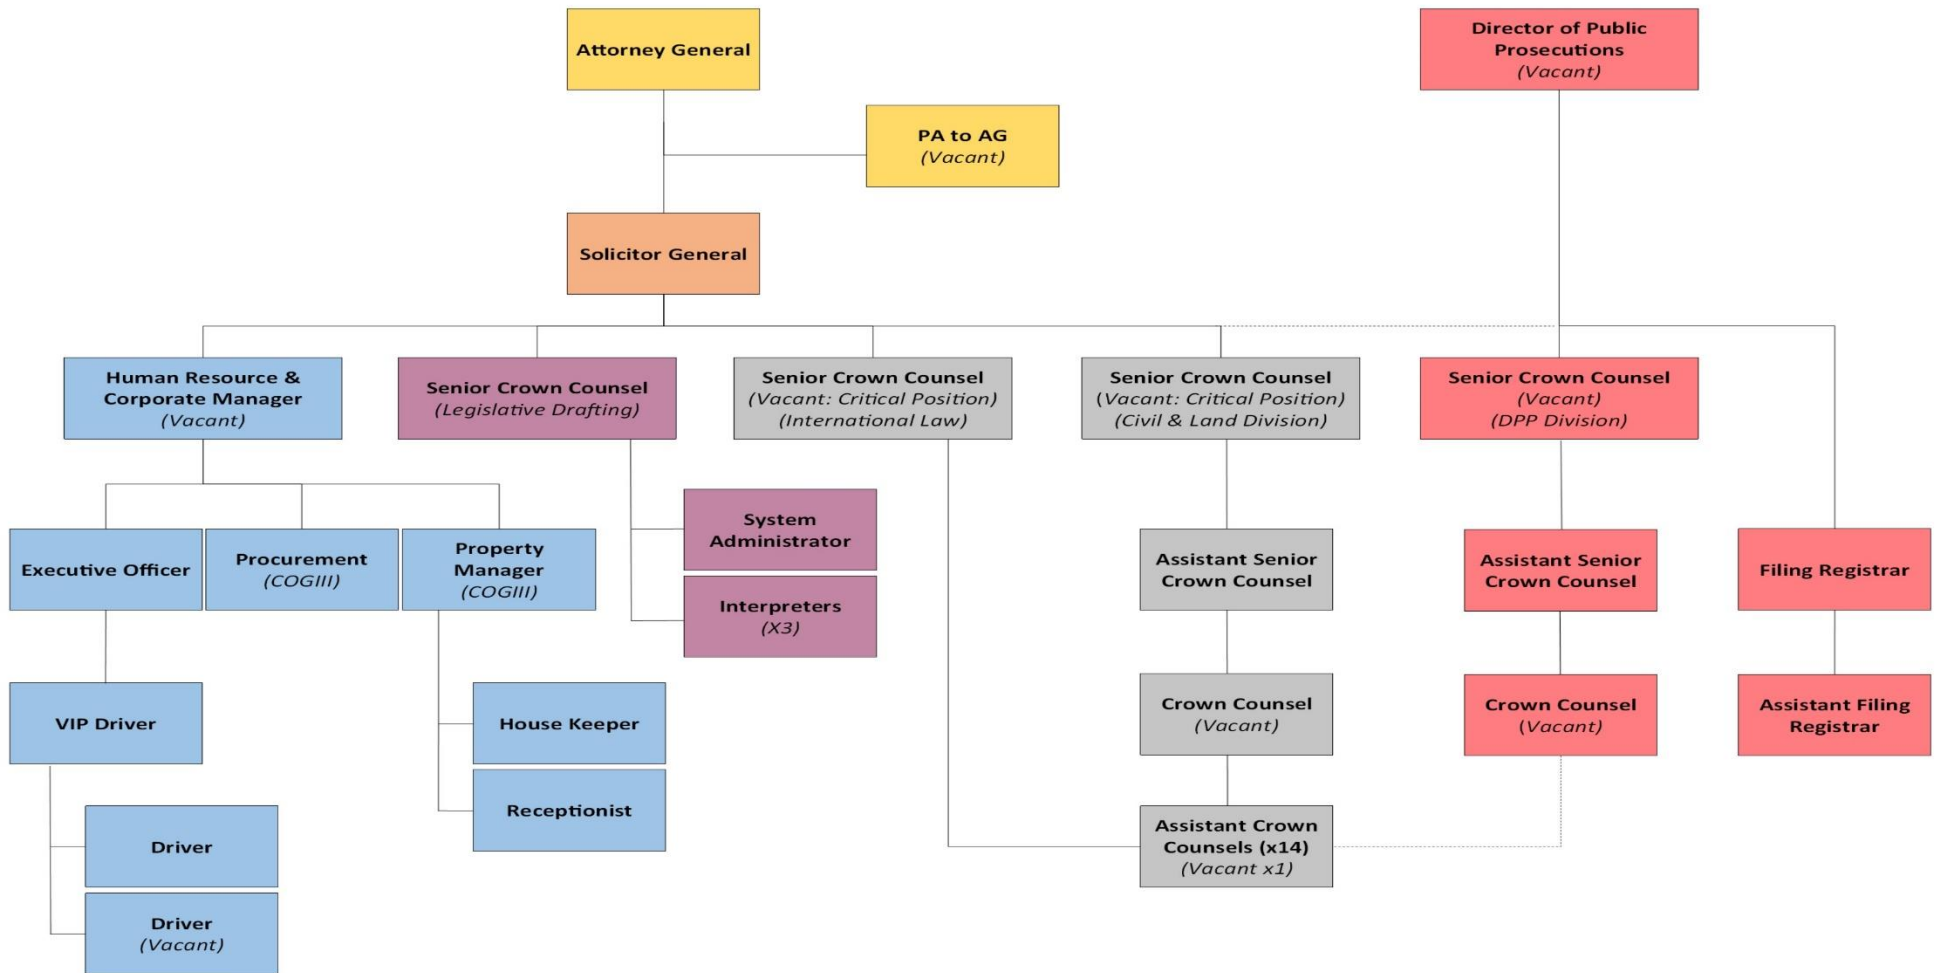 Attorney General
Director of Public
Prosecutions
(Vacant)
PA to AG
(Vacant)
Solicitor General
Human Resource &
Corporate Manager
(Vacant)
Senior Crown Counsel
(Legislative Drafting)
Senior Crown Counsel
(Vacant: Critical Position)
(International Law)
Senior Crown Counsel
(Vacant: Critical Position)
(Civil & Land Division)
Senior Crown Counsel
(Vacant)
(DPP Division)
Executive Officer
Procurement
(COGIII)
Property
Manager
(COGIII)
System
Administrator
Interpreters
(X3)
Assistant Senior
Crown Counsel
Assistant Senior
Crown Counsel
Filing Registrar
VIP Driver
House Keeper
Receptionist
Crown Counsel
(Vacant)
Crown Counsel
(Vacant)
Assistant Filing
Registrar
Driver
Driver
(Vacant)
Assistant Crown
Counsels (x14)
(Vacant x1)